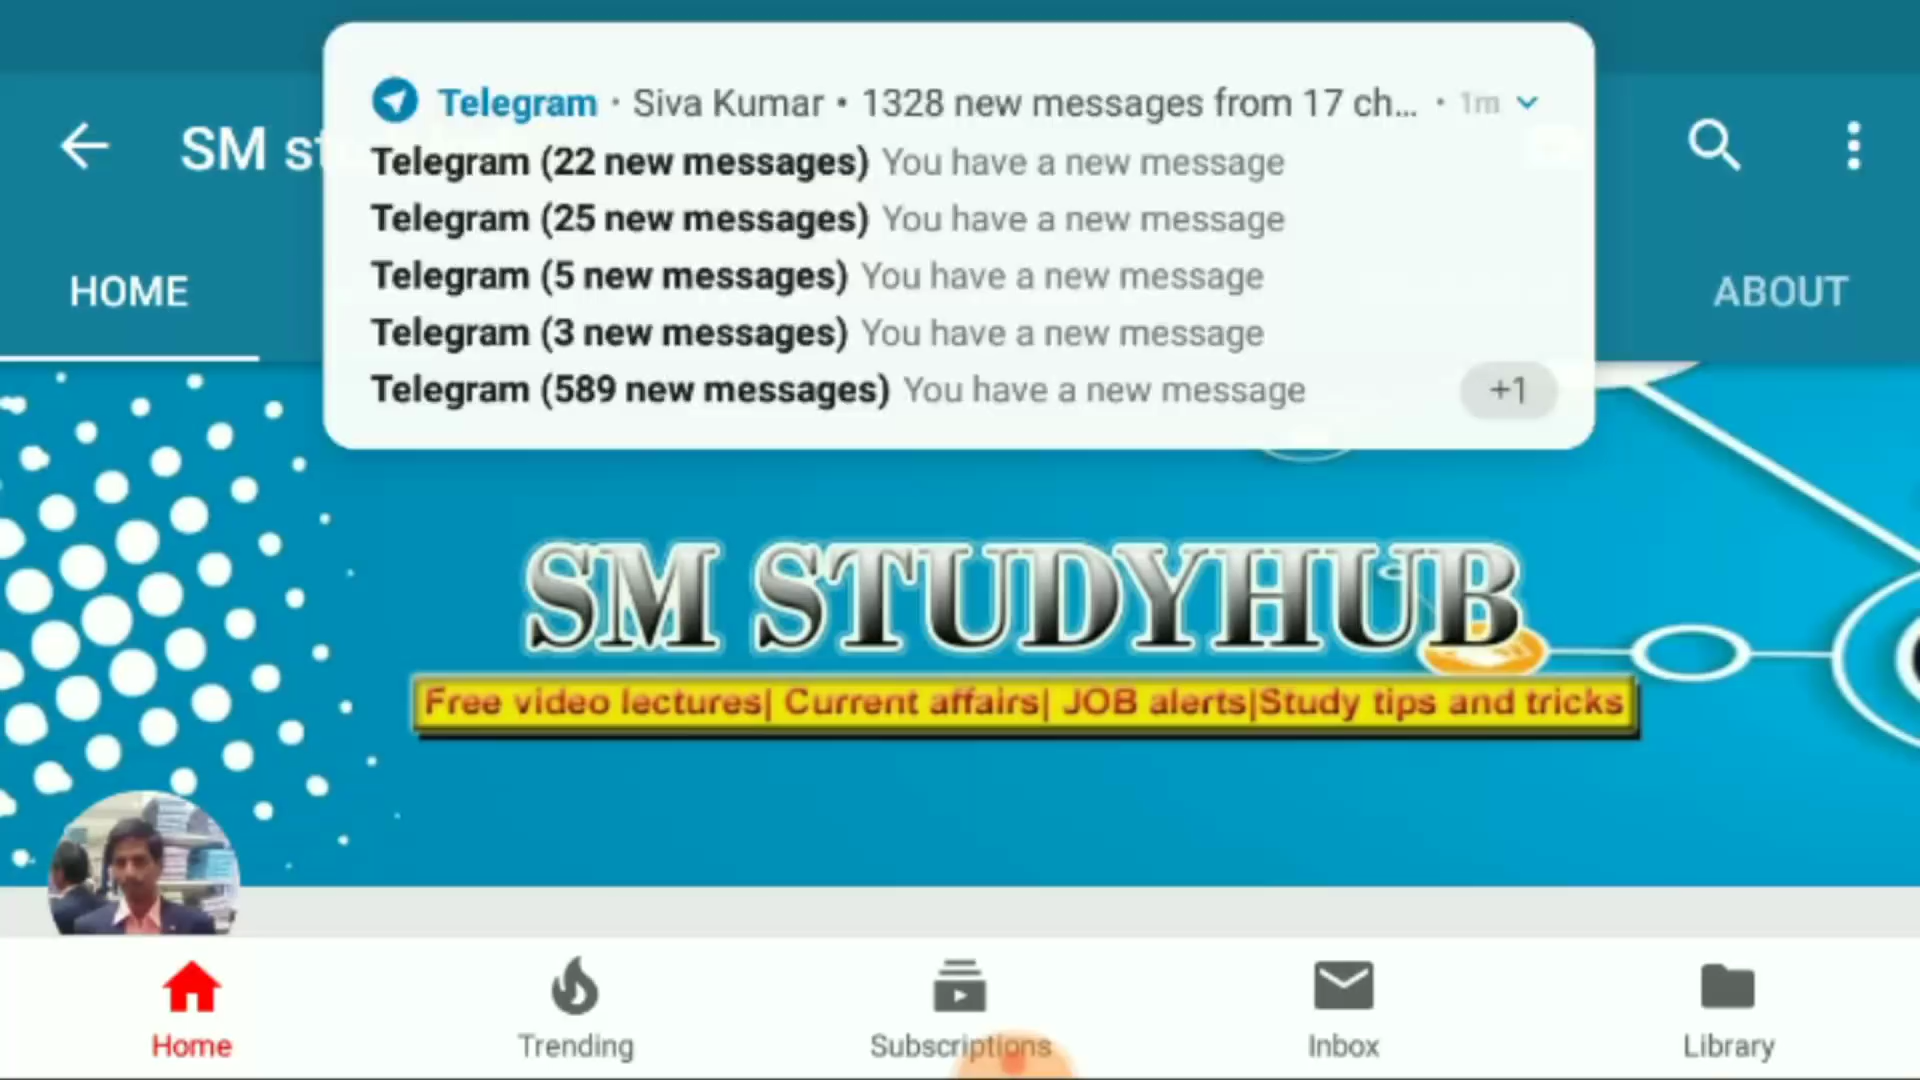 Telegram · Siva Kumar • 1328 new messages from 17 ch... · 1m
SM st
Telegram (22 new messages) You have a new message
Telegram (25 new messages) You have a new message
Telegram (5 new messages) You have a new message
HOME
ABOUT
Telegram (3 new messages) You have a new message
Telegram (589 new messages) You have a new message
+1
SM STUDYHUB
Free video lectures| Current affairs| JOB alerts|Study tips and tricks
Home
Trending
Subscriptions
Inbox
Library